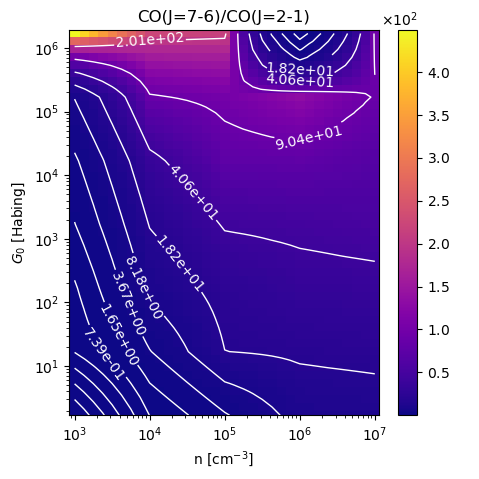 CO(J=7-6)/CO(J=2-1)
×10²
2.01e+02
1.82e+01
4.06e+01
9.04e+01
4.06e+01
1.82e+01
8.18e+00
3.67e+00
1.65e+00
7.39e-01
G₀ [Habing]
10⁶
10⁵
10⁴
10³
10²
10¹
10³
10⁴
10⁵
10⁶
10⁷
n [cm⁻³]
4.0
3.5
3.0
2.5
2.0
1.5
1.0
0.5